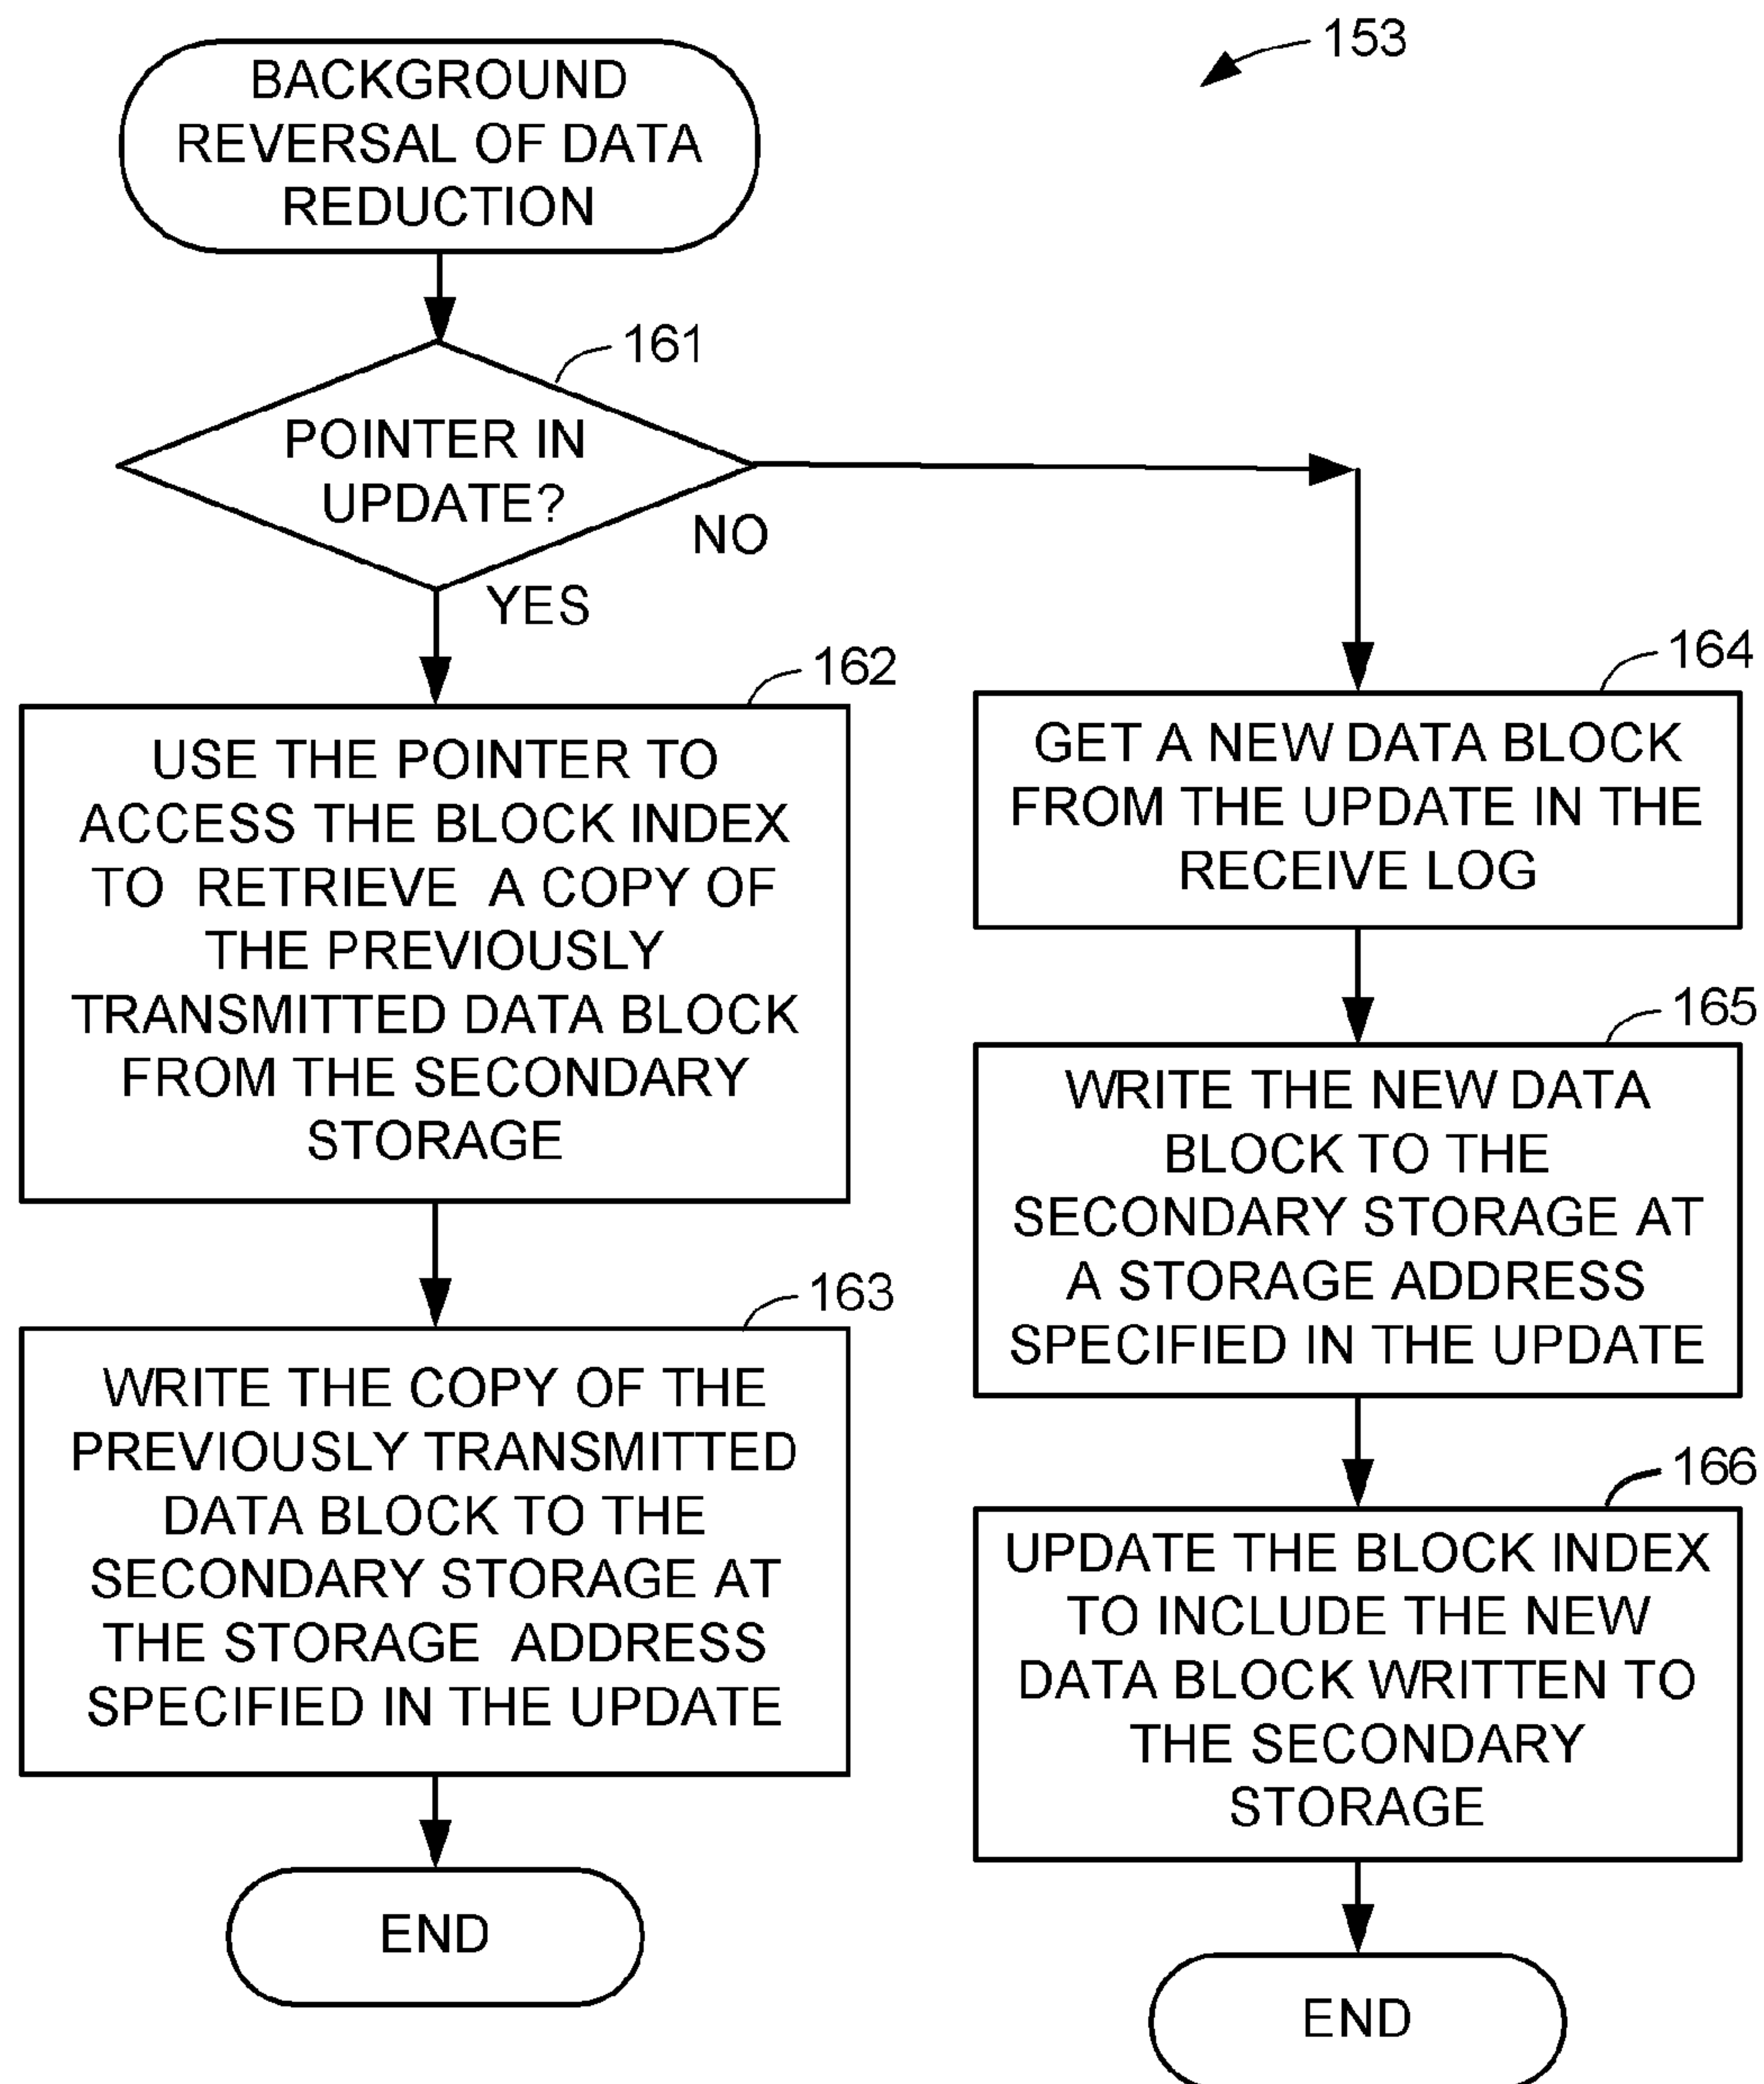 153
BACKGROUND
REVERSAL OF DATA
REDUCTION
161
POINTER IN
UPDATE?
NO
YES
162
USE THE POINTER TO
ACCESS THE BLOCK INDEX
TO RETRIEVE A COPY OF
THE PREVIOUSLY
TRANSMITTED DATA BLOCK
FROM THE SECONDARY
STORAGE
163
WRITE THE COPY OF THE
PREVIOUSLY TRANSMITTED
DATA BLOCK TO THE
SECONDARY STORAGE AT
THE STORAGE ADDRESS
SPECIFIED IN THE UPDATE
END
164
GET A NEW DATA BLOCK
FROM THE UPDATE IN THE
RECEIVE LOG
165
WRITE THE NEW DATA
BLOCK TO THE
SECONDARY STORAGE AT
A STORAGE ADDRESS
SPECIFIED IN THE UPDATE
166
UPDATE THE BLOCK INDEX
TO INCLUDE THE NEW
DATA BLOCK WRITTEN TO
THE SECONDARY
STORAGE
END